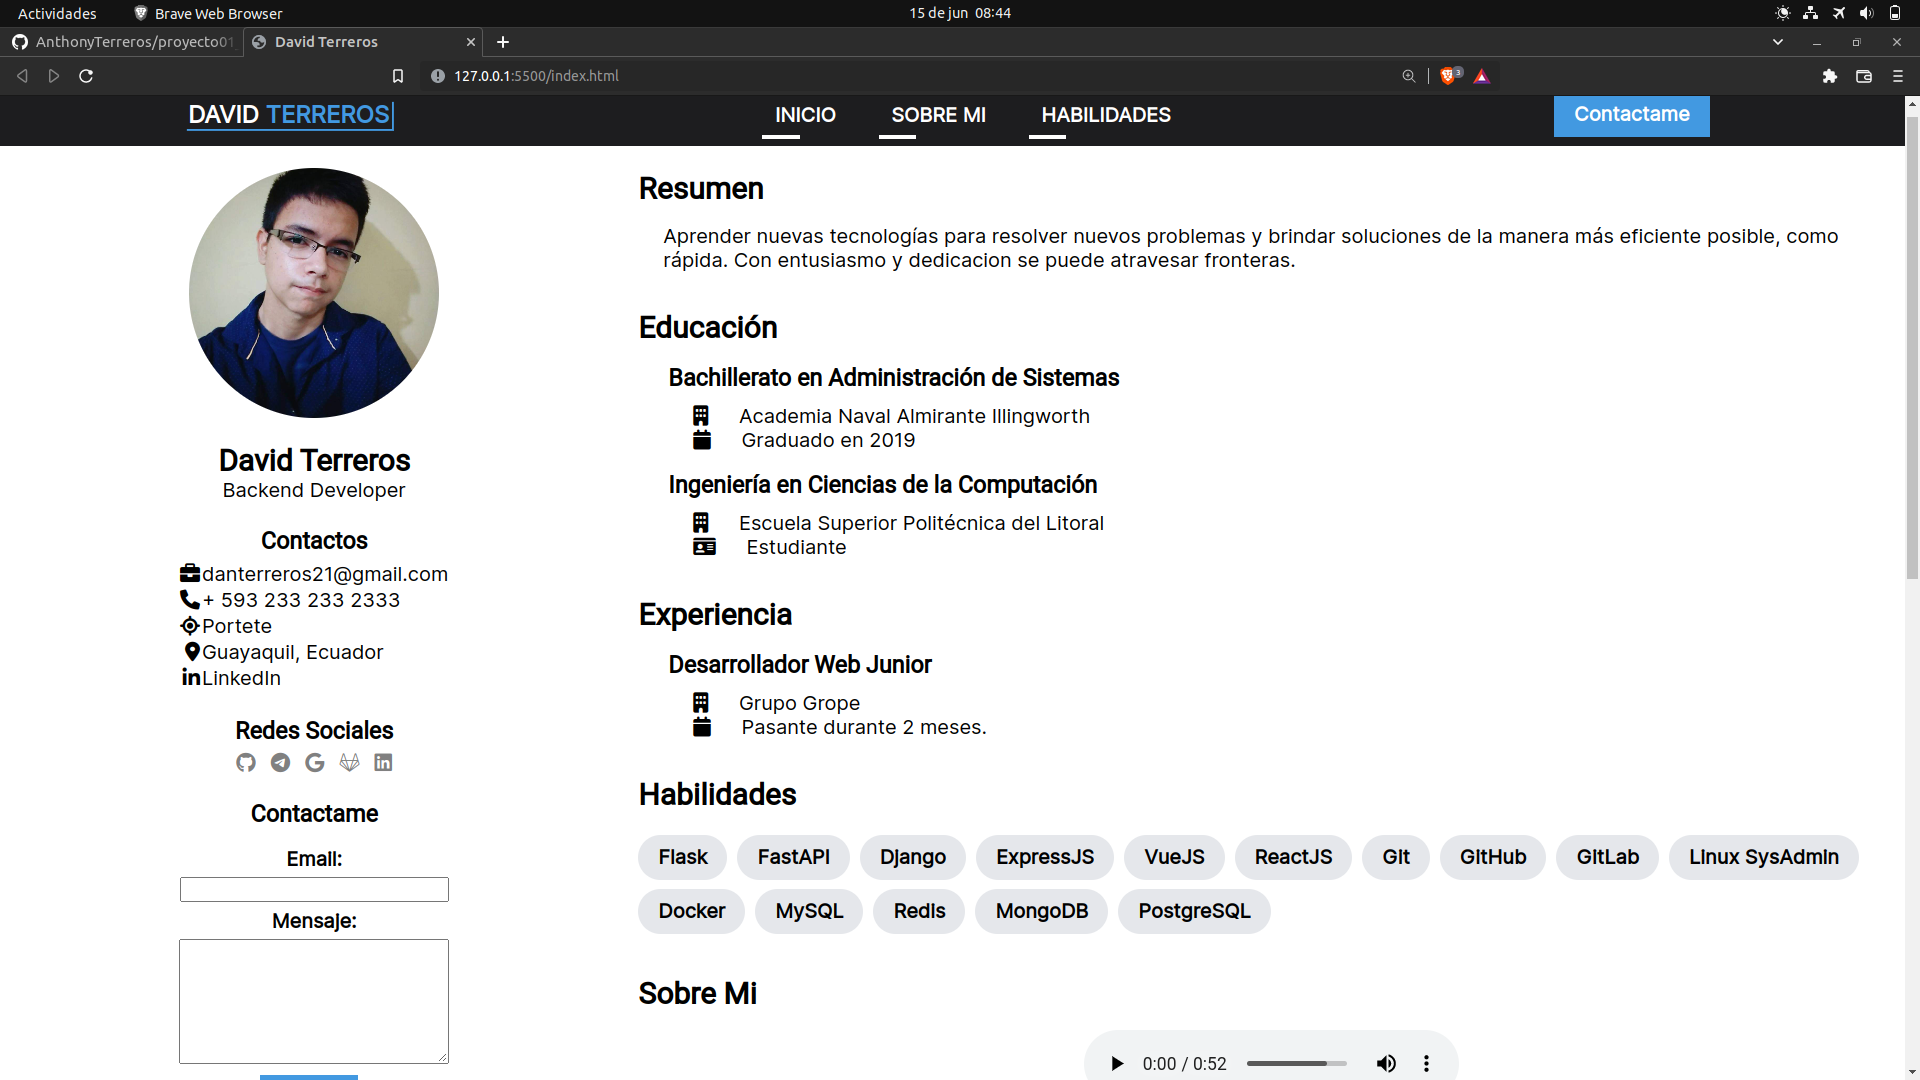 Actividades
Brave Web Browser
15 de jun 08:44
AnthonyTerreros/proyecto01
David Terreros
127.0.0.1:5500/index.html
3
DAVID TERREROS
INICIO
SOBRE MI
HABILIDADES
Contactame
David Terreros
Backend Developer
Contactos
danterreros21@gmail.com
+ 593 233 233 2333
Portete
Guayaquil, Ecuador
LinkedIn
Redes Sociales
Contactame
Email:
Mensaje:
Resumen
Aprender nuevas tecnologías para resolver nuevos problemas y brindar soluciones de la manera más eficiente posible, como
rápida. Con entusiasmo y dedicacion se puede atravesar fronteras.
Educación
Bachillerato en Administración de Sistemas
Academia Naval Almirante Illingworth
Graduado en 2019
Ingeniería en Ciencias de la Computación
Escuela Superior Politécnica del Litoral
Estudiante
Experiencia
Desarrollador Web Junior
Grupo Grope
Pasante durante 2 meses.
Habilidades
Flask FastAPI Django ExpressJS VueJS ReactJS Git GitHub GitLab Linux SysAdmin
Docker MySQL Redis MongoDB PostgreSQL
Sobre Mi
0:00 / 0:52